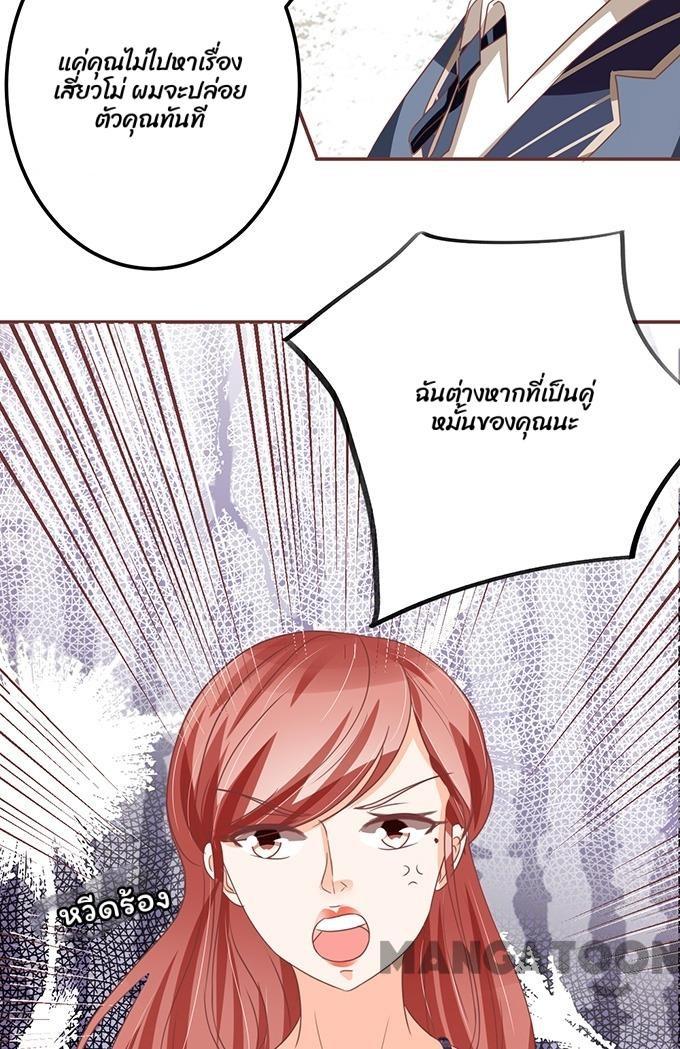 แค่คุณไม่ไปหาเรื่อง
เสี่ยวโม่ ผมจะปล่อย
ตัวคุณทันที
ฉันต่างหากที่เป็นคู่
หมั้นของคุณนะ
หวีดร้อง
MANGATOON